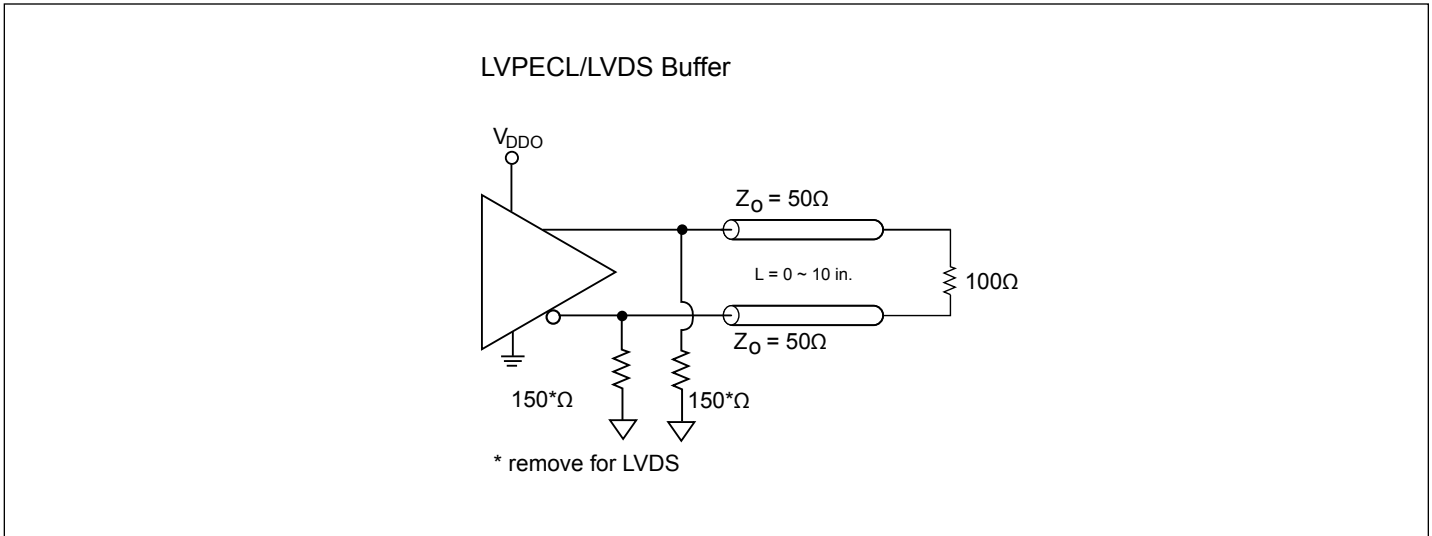 LVPECL/LVDS Buffer
VDDO
Zo = 50Ω
L = 0 ~ 10 in.
100Ω
Zo = 50Ω
150*Ω
150*Ω
* remove for LVDS